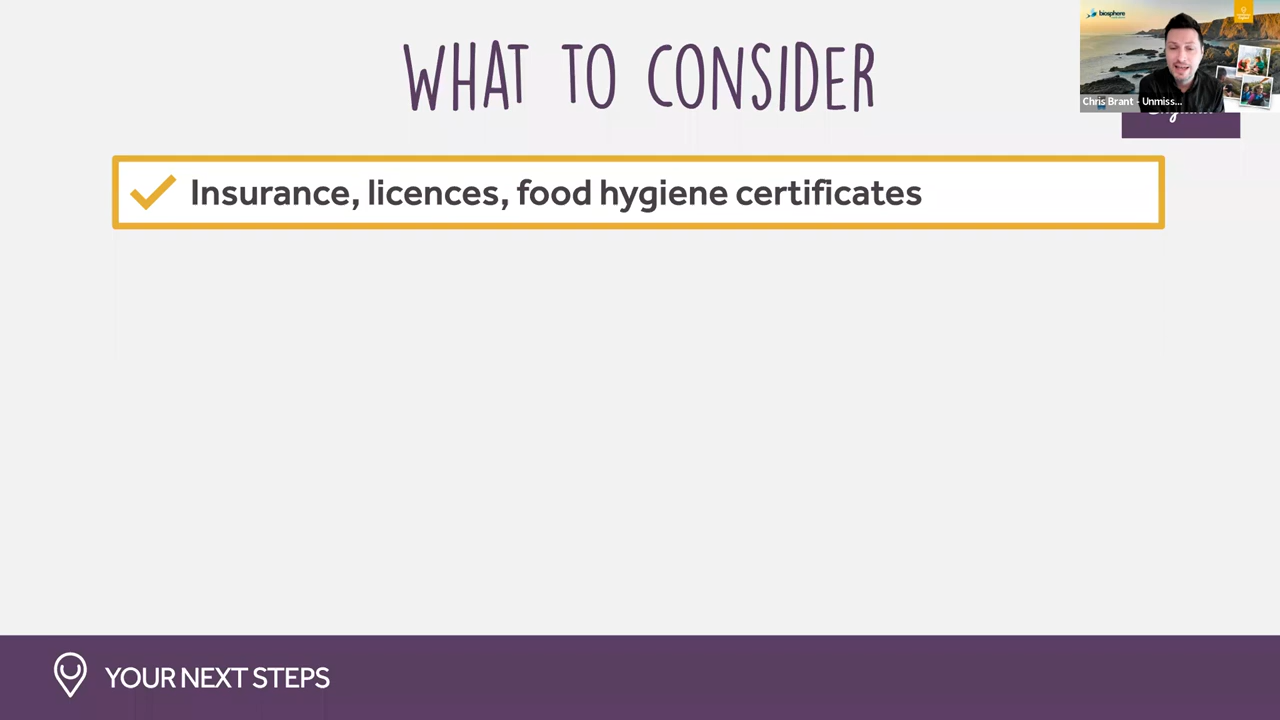 WHAT TO CONSIDER
biosphere
Chris Brant - Unmiss...
Insurance, licences, food hygiene certificates
YOUR NEXT STEPS